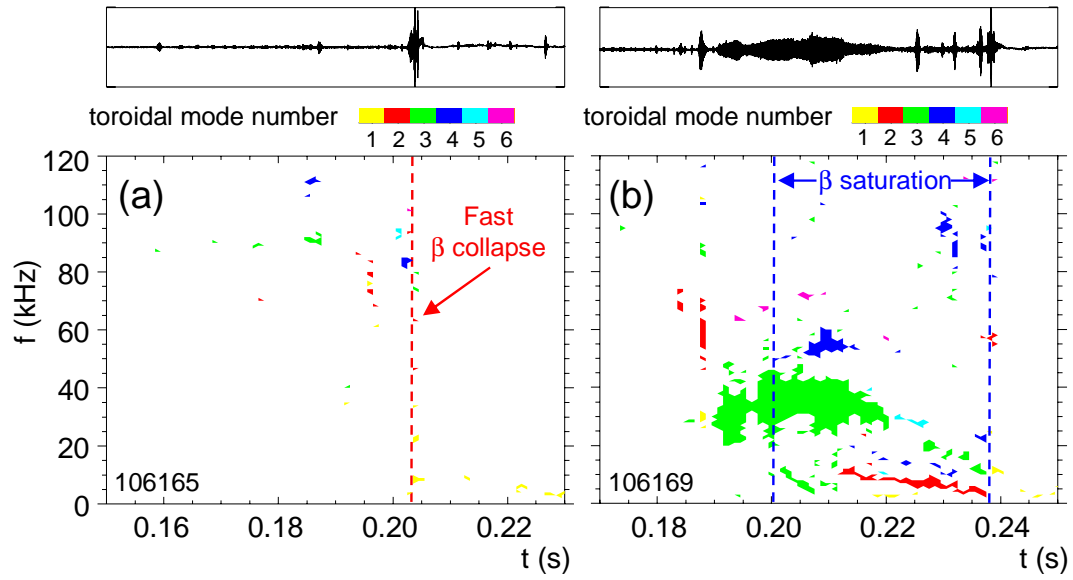 toroidal mode number
1 2 3 4 5 6
toroidal mode number
1 2 3 4 5 6
(a)
Fast
β collapse
106165
f (kHz)
120
100
80
60
40
20
0
0.16 0.18 0.20 0.22
t (s)
(b)
β saturation
106169
0.18 0.20 0.22 0.24
t (s)